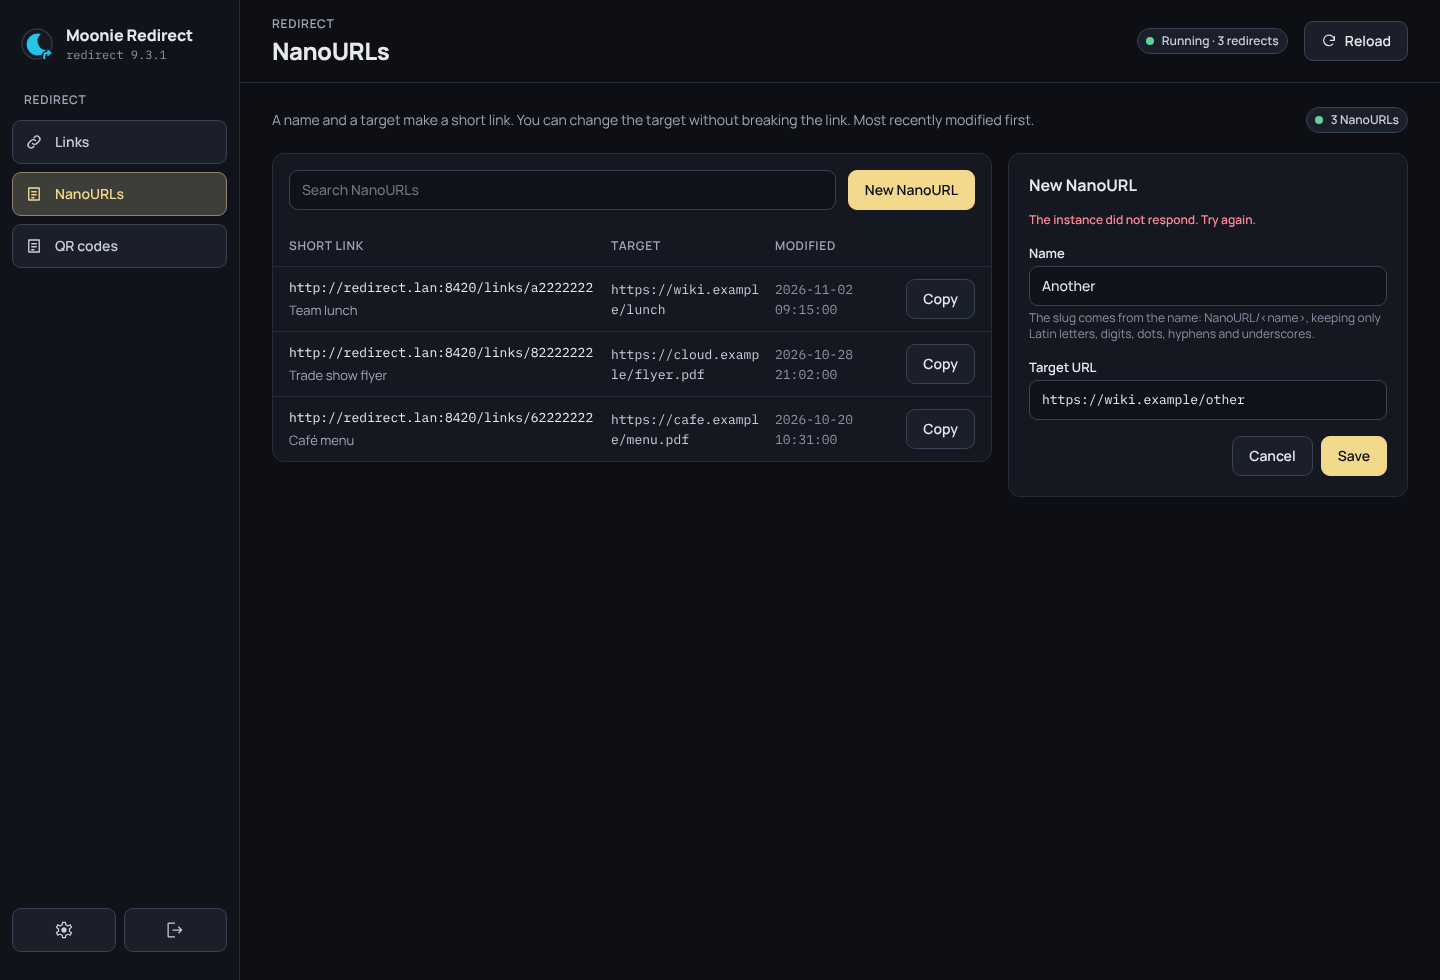 Moonie Redirect
redirect 9.3.1
REDIRECT
Links
NanoURLs
QR codes
REDIRECT
NanoURLs
Running · 3 redirects
Reload
A name and a target make a short link. You can change the target without breaking the link. Most recently modified first.
3 NanoURLs
Search NanoURLs
New NanoURL
SHORT LINK
TARGET
MODIFIED
http://redirect.lan:8420/links/a2222222
Team lunch
https://wiki.exampl
e/lunch
2026-11-02
09:15:00
Copy
http://redirect.lan:8420/links/82222222
Trade show flyer
https://cloud.examp
le/flyer.pdf
2026-10-28
21:02:00
Copy
http://redirect.lan:8420/links/62222222
Café menu
https://cafe.exampl
e/menu.pdf
2026-10-20
10:31:00
Copy
New NanoURL
The instance did not respond. Try again.
Name
Another
The slug comes from the name: NanoURL/<name>, keeping only
Latin letters, digits, dots, hyphens and underscores.
Target URL
https://wiki.example/other
Cancel
Save